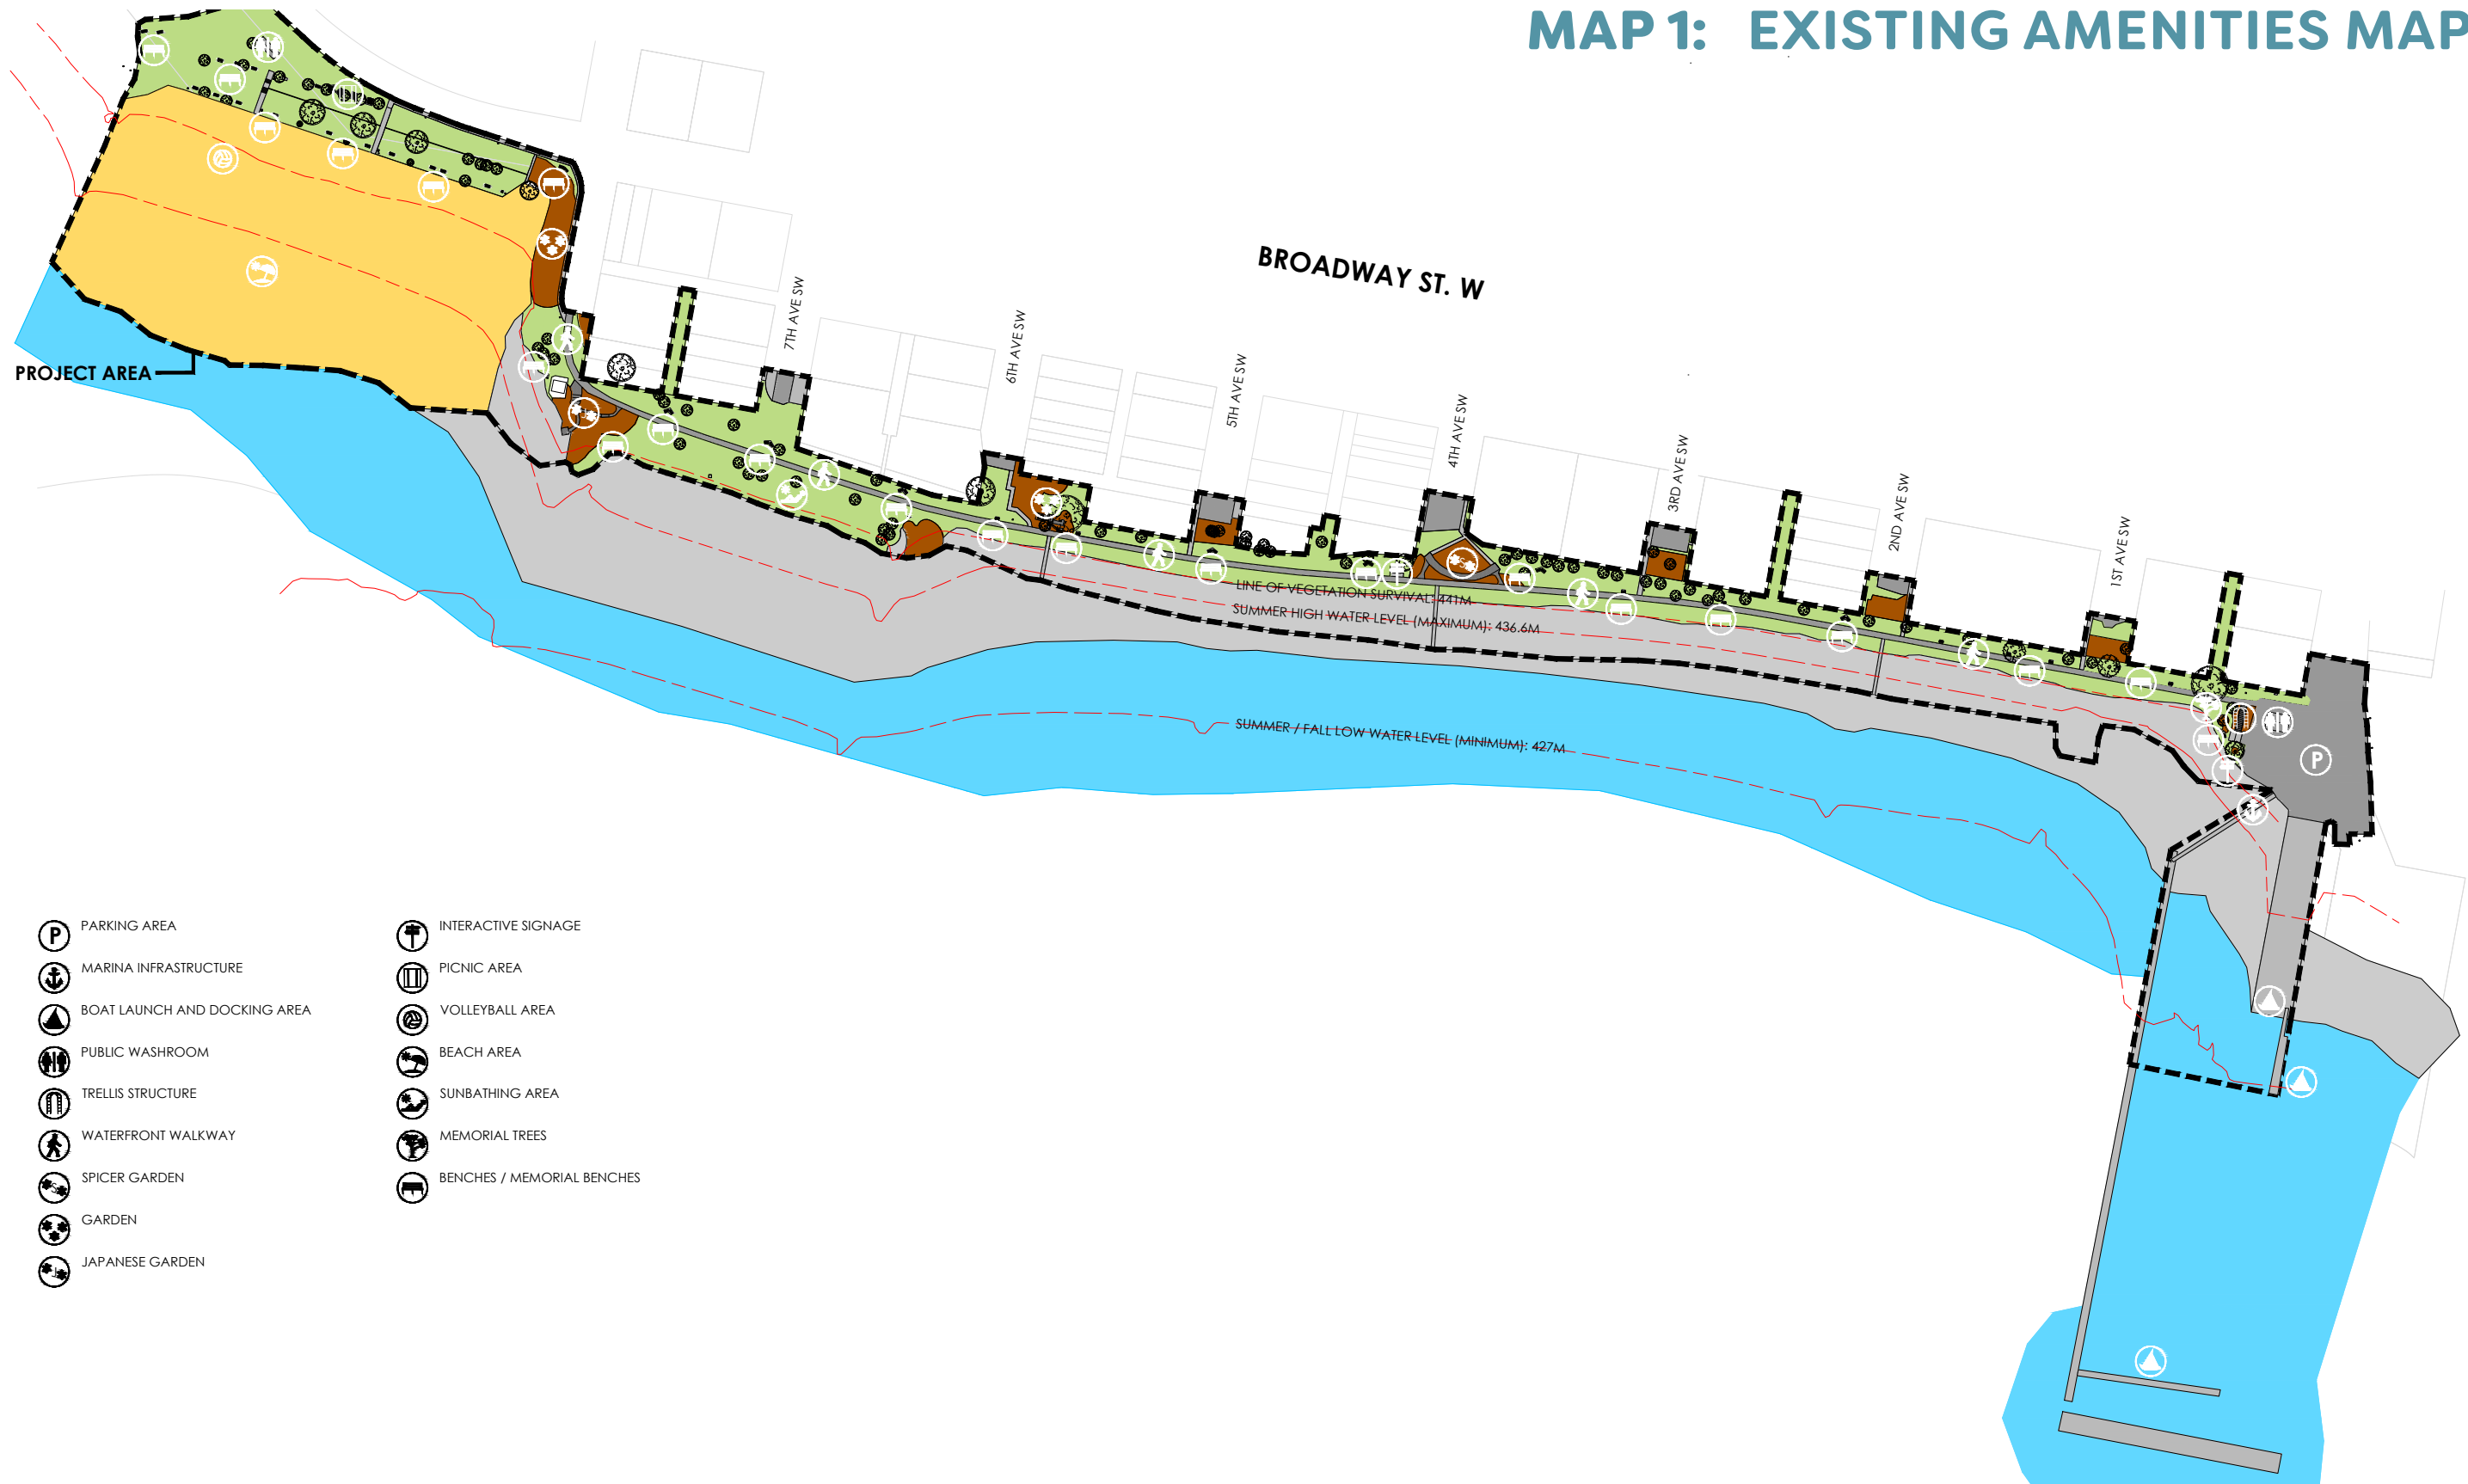 MAP 1: EXISTING AMENITIES MAP
BROADWAY ST. W
7TH AVE SW
6TH AVE SW
5TH AVE SW
4TH AVE SW
3RD AVE SW
2ND AVE SW
1ST AVE SW
PROJECT AREA
LINE OF VEGETATION SURVIVAL: 441M
SUMMER HIGH WATER LEVEL (MAXIMUM): 436.6M
SUMMER / FALL LOW WATER LEVEL (MINIMUM): 427M
P
P PARKING AREA
MARINA INFRASTRUCTURE
BOAT LAUNCH AND DOCKING AREA
PUBLIC WASHROOM
TRELLIS STRUCTURE
WATERFRONT WALKWAY
SPICER GARDEN
GARDEN
JAPANESE GARDEN
INTERACTIVE SIGNAGE
PICNIC AREA
VOLLEYBALL AREA
BEACH AREA
SUNBATHING AREA
MEMORIAL TREES
BENCHES / MEMORIAL BENCHES